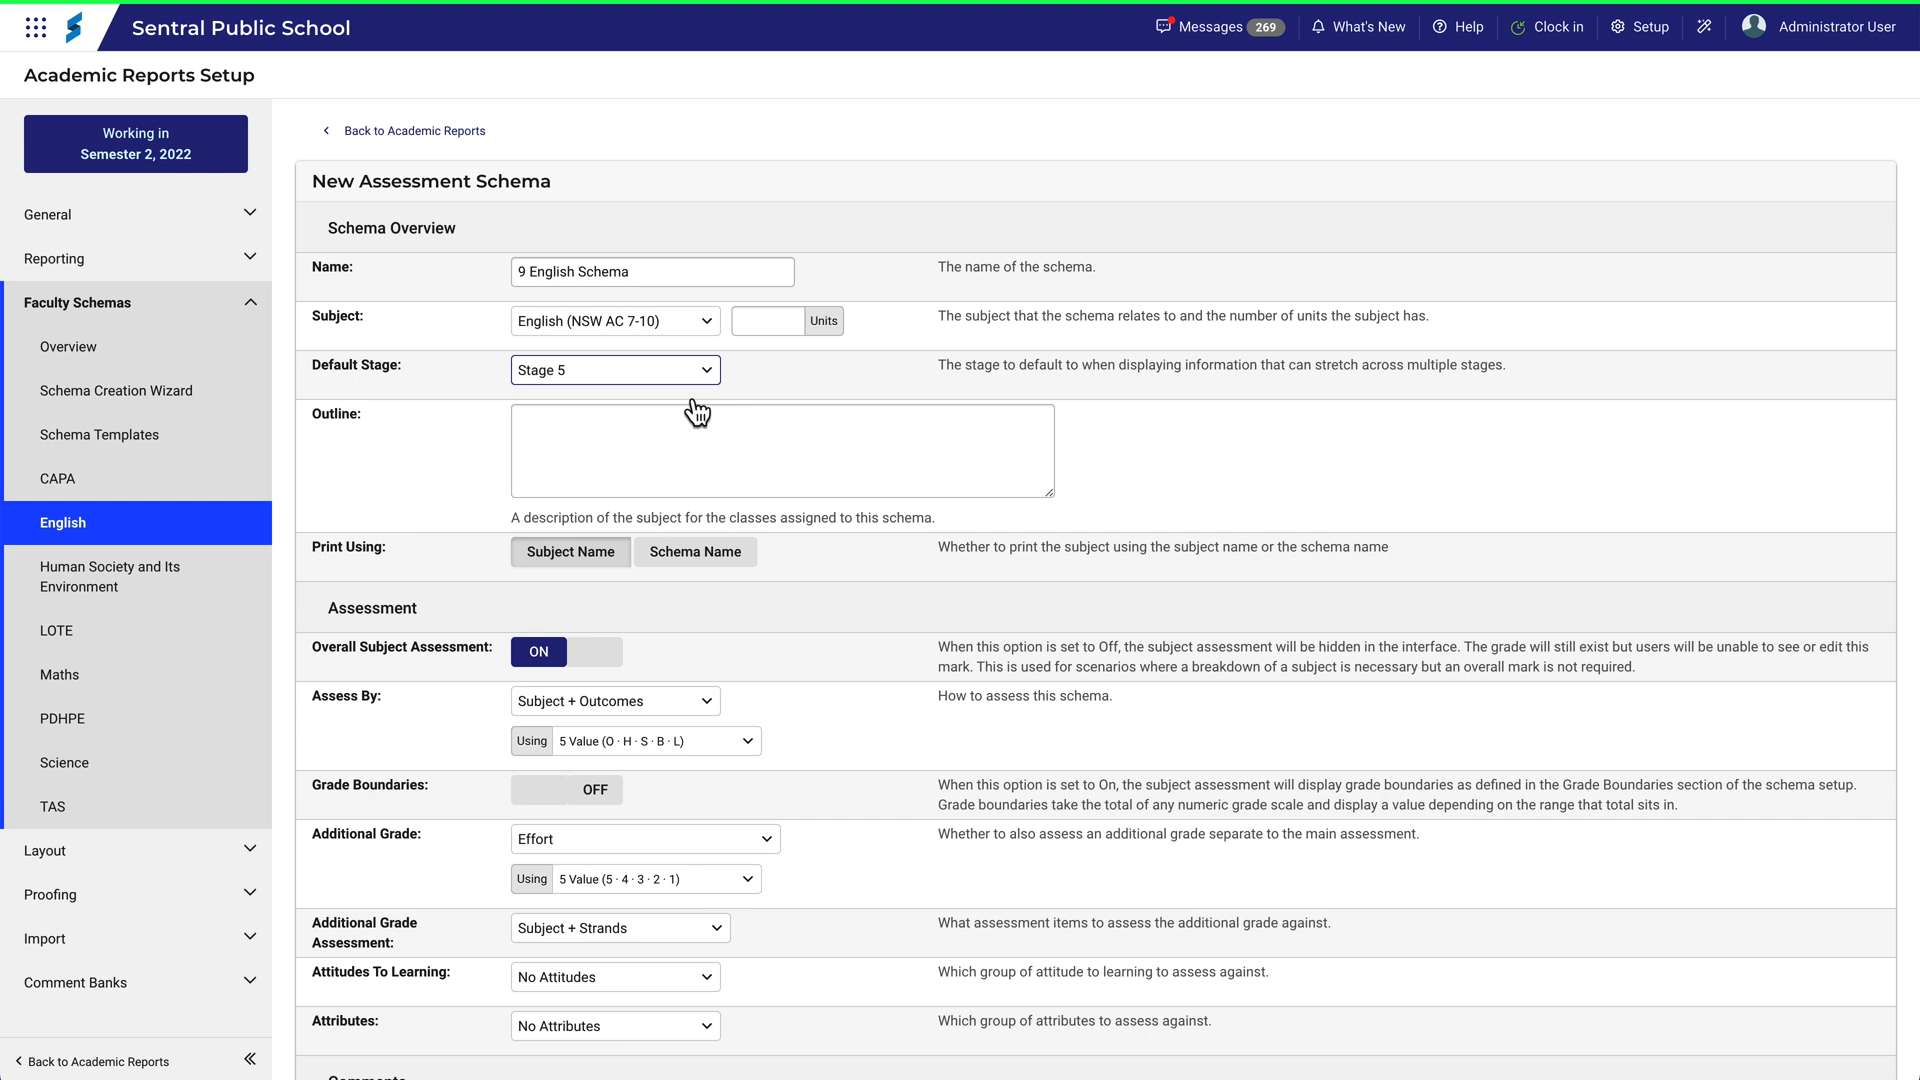 Sentral Public School
Messages 269
What's New
Help
Clock in
Setup
Administrator User
Academic Reports Setup
Working in
Semester 2, 2022
General
Reporting
Faculty Schemas
Overview
Schema Creation Wizard
Schema Templates
CAPA
English
Human Society and Its
Environment
LOTE
Maths
PDHPE
Science
TAS
Layout
Proofing
Import
Comment Banks
Back to Academic Reports
Back to Academic Reports
New Assessment Schema
Schema Overview
Name:
9 English Schema
The name of the schema.
Subject:
English (NSW AC 7-10)
Units
The subject that the schema relates to and the number of units the subject has.
Default Stage:
Stage 5
The stage to default to when displaying information that can stretch across multiple stages.
Outline:
A description of the subject for the classes assigned to this schema.
Print Using:
Subject Name
Schema Name
Whether to print the subject using the subject name or the schema name
Assessment
Overall Subject Assessment:
ON
When this option is set to Off, the subject assessment will be hidden in the interface. The grade will still exist but users will be unable to see or edit this
mark. This is used for scenarios where a breakdown of a subject is necessary but an overall mark is not required.
Assess By:
Subject + Outcomes
How to assess this schema.
Using
5 Value (O · H · S · B · L)
Grade Boundaries:
OFF
When this option is set to On, the subject assessment will display grade boundaries as defined in the Grade Boundaries section of the schema setup.
Grade boundaries take the total of any numeric grade scale and display a value depending on the range that total sits in.
Additional Grade:
Effort
Whether to also assess an additional grade separate to the main assessment.
Using
5 Value (5 · 4 · 3 · 2 · 1)
Additional Grade
Assessment:
Subject + Strands
What assessment items to assess the additional grade against.
Attitudes To Learning:
No Attitudes
Which group of attitude to learning to assess against.
Attributes:
No Attributes
Which group of attributes to assess against.
Comments